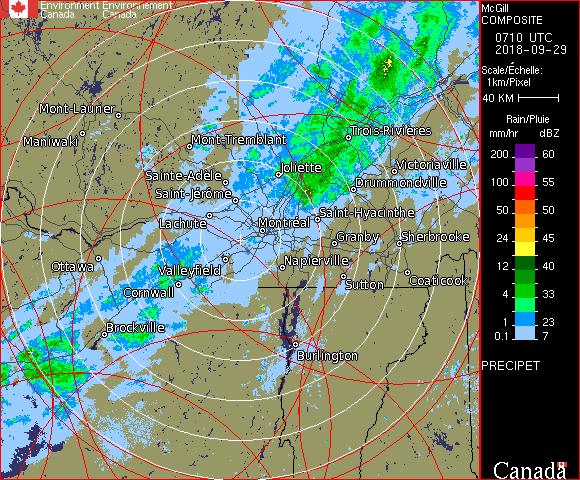 Environment Environnement
Canada Canada
McGill
COMPOSITE
0710 UTC
2018-09-29
Scale/Échelle:
1km/Pixel
40 KM
Rain/Pluie
mm/hr dBZ
200 60
100 55
50 50
24 45
12 40
4 33
2 23
0.1 7
PRECIPET
Canada
Mont-Laurier
Maniwaki
Mont-Tremblant
Trois-Rivières
Sainte-Adele
Joliette
Victoriaville
Saint-Jérôme
Drummondville
Lachute
Montréal
Saint-Hyacinthe
Granby
Sherbrooke
Ottawa
Valleyfield
Napierville
Cornwall
Sutton
Coaticook
Brockville
Burlington